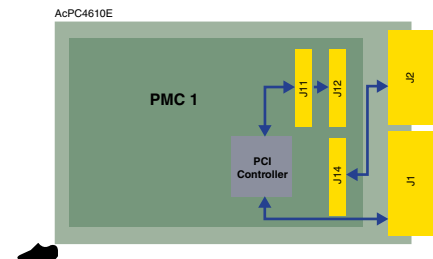 AcPC4610E
PMC 1
J11
J12
J2
PCI
Controller
J14
J1